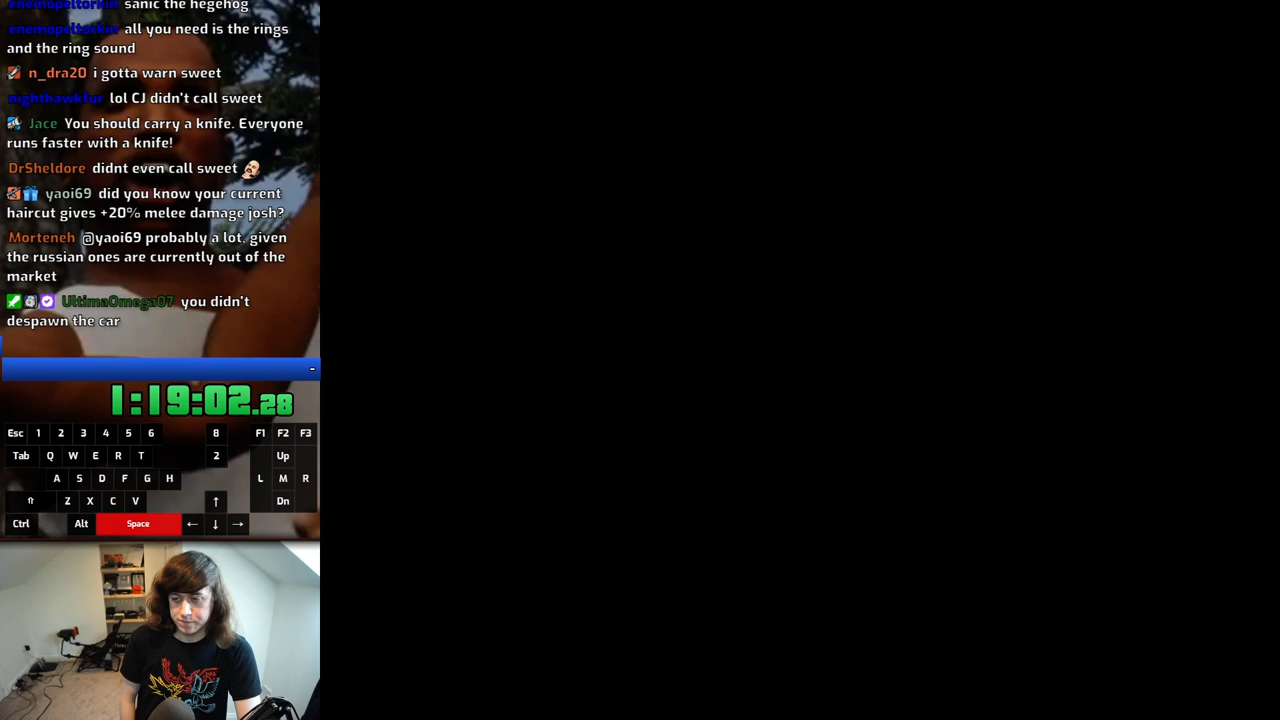 enemopeltorkin sanic the hegehog
enemopeltorkin all you need is the rings
and the ring sound
n_dra20 i gotta warn sweet
nighthawkfur lol CJ didn't call sweet
Jace You should carry a knife. Everyone
runs faster with a knife!
DrSheldore didnt even call sweet
yaoi69 did you know your current
haircut gives +20% melee damage josh?
Morteneh @yaoi69 probably a lot, given
the russian ones are currently out of the
market
UltimaOmega07 you didn't
despawn the car
-
1:19:02.28
Esc 1 2 3 4 5 6 8 F1 F2 F3
Tab Q W E R T 2 Up
A S D F G H L M R
⇧ Z X C V ↑ Dn
Ctrl Alt Space ← ↓ →